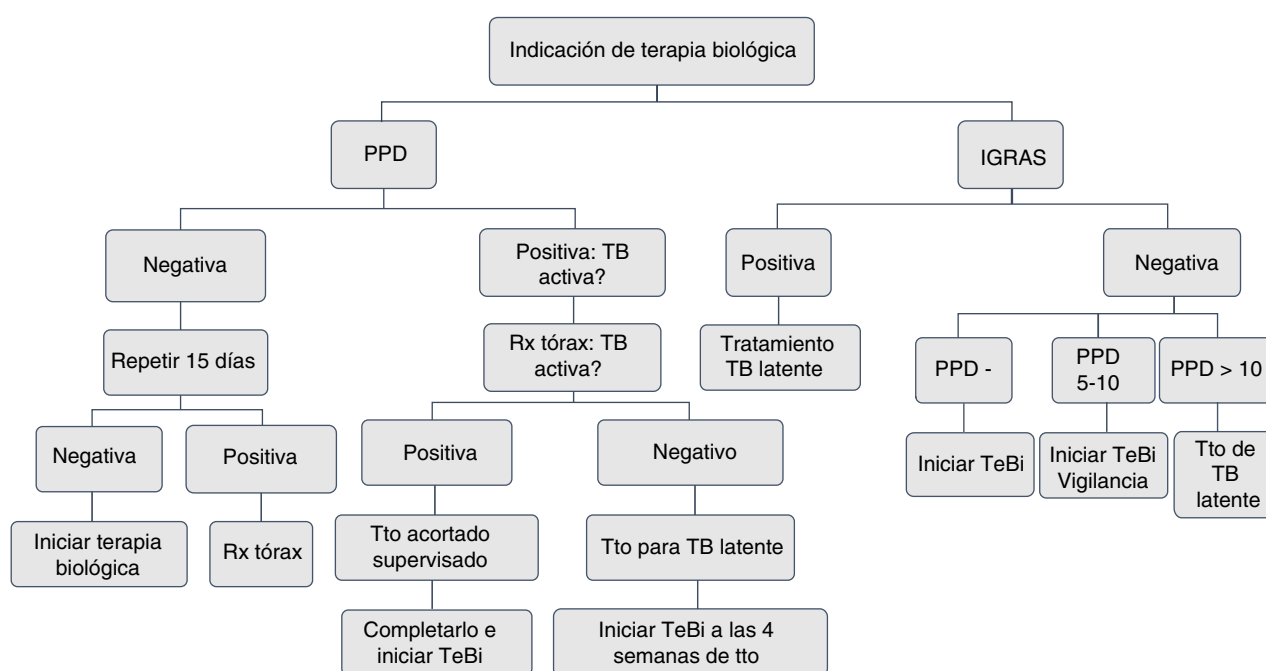 Indicación de terapia biológica
PPD
IGRAS
Negativa
Positiva: TB
activa?
Positiva
Negativa
Repetir 15 días
Rx tórax: TB
activa?
Tratamiento
TB latente
PPD -
PPD
5-10
PPD > 10
Negativa
Positiva
Positiva
Negativo
Iniciar TeBi
Iniciar TeBi
Vigilancia
Tto de
TB
latente
Iniciar terapia
biológica
Rx tórax
Tto acortado
supervisado
Tto para TB latente
Completarlo e
iniciar TeBi
Iniciar TeBi a las 4
semanas de tto